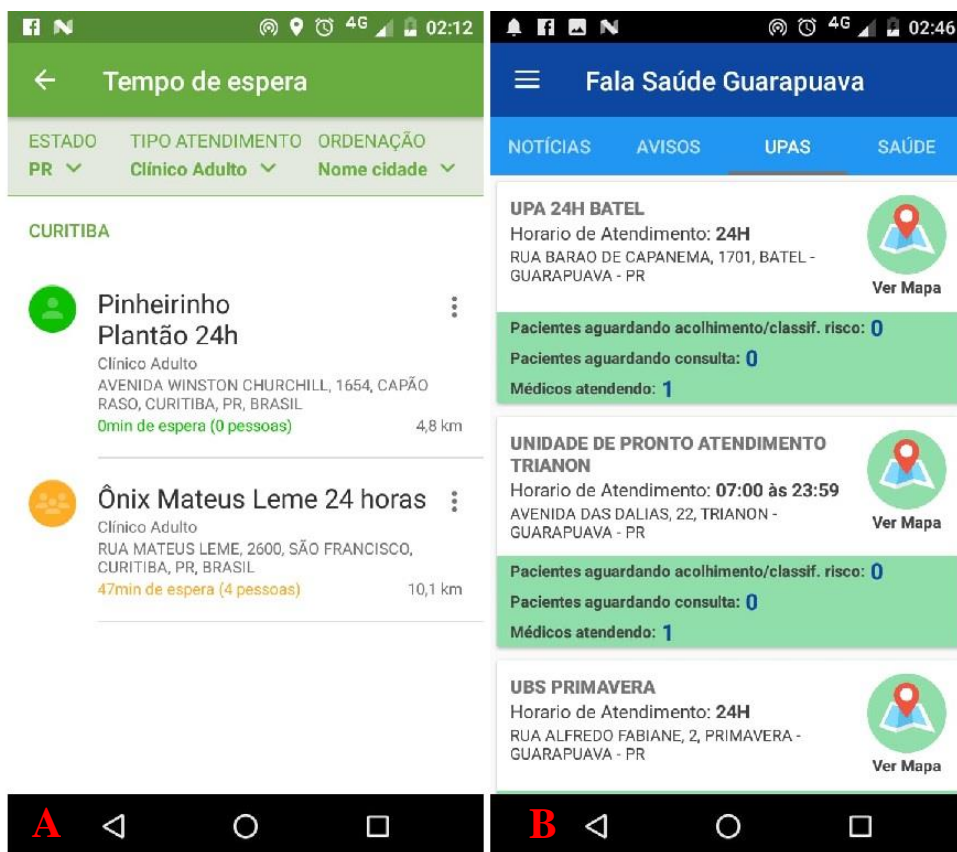 4G 02:12
Tempo de espera
ESTADO TIPO ATENDIMENTO ORDENAÇÃO
PR Clínico Adulto Nome cidade
CURITIBA
Pinheirinho
Plantão 24h
Clínico Adulto
AVENIDA WINSTON CHURCHILL, 1654, CAPÃO
RASO, CURITIBA, PR, BRASIL
0min de espera (0 pessoas) 4,8 km
Ônix Mateus Leme 24 horas
Clínico Adulto
RUA MATEUS LEME, 2600, SÃO FRANCISCO,
CURITIBA, PR, BRASIL
47min de espera (4 pessoas) 10,1 km
A
4G 02:46
Fala Saúde Guarapuava
NOTÍCIAS AVISOS UPAS SAÚDE
UPA 24H BATEL
Horario de Atendimento: 24H
RUA BARAO DE CAPANEMA, 1701, BATEL -
GUARAPUAVA - PR
Ver Mapa
Pacientes aguardando acolhimento/classif. risco: 0
Pacientes aguardando consulta: 0
Médicos atendendo: 1
UNIDADE DE PRONTO ATENDIMENTO
TRIANON
Horario de Atendimento: 07:00 às 23:59
AVENIDA DAS DALIAS, 22, TRIANON -
GUARAPUAVA - PR
Ver Mapa
Pacientes aguardando acolhimento/classif. risco: 0
Pacientes aguardando consulta: 0
Médicos atendendo: 1
UBS PRIMAVERA
Horario de Atendimento: 24H
RUA ALFREDO FABIANE, 2, PRIMAVERA -
GUARAPUAVA - PR
Ver Mapa
B